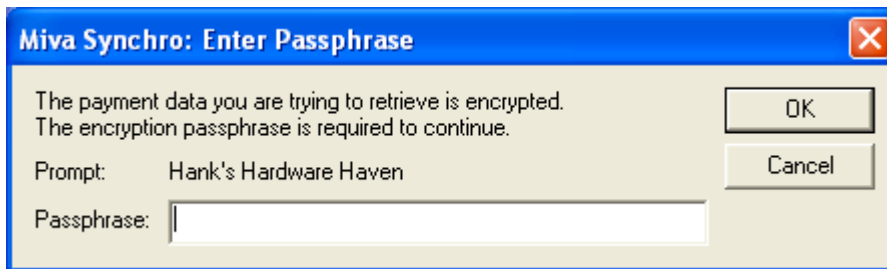 Miva Synchro: Enter Passphrase
The payment data you are trying to retrieve is encrypted.
The encryption passphrase is required to continue.
OK
Prompt: Hank's Hardware Haven
Cancel
Passphrase: